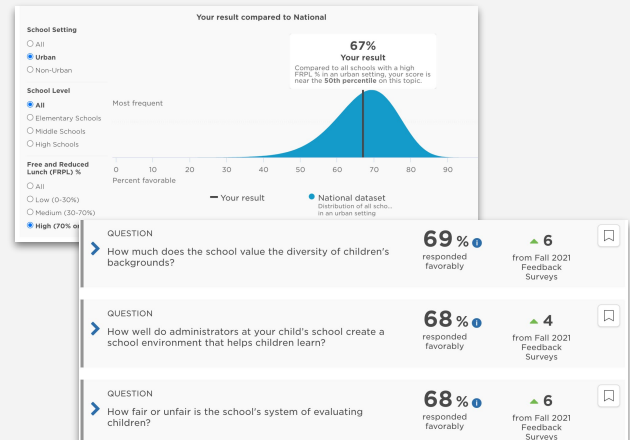 Your result compared to National
School Setting
All
Urban
Non-Urban
School Level
All
Elementary Schools
Middle Schools
High Schools
Free and Reduced
Lunch (FRPL) %
All
Low (0-30%)
Medium (30-70%)
High (70% or
67%
Your result
Compared to all schools with a high
FRPL % in an urban setting, your score is
near the 50th percentile on this topic.
Most frequent
0 10 20 30 40 50 60 70 80 90
Percent favorable
Your result
National dataset
Distribution of all scho...
in an urban setting
QUESTION
How much does the school value the diversity of children's
backgrounds?
69%
responded
favorably
6
from Fall 2021
Feedback
Surveys
QUESTION
How well do administrators at your child's school create a
school environment that helps children learn?
68%
responded
favorably
4
from Fall 2021
Feedback
Surveys
QUESTION
How fair or unfair is the school's system of evaluating
children?
68%
responded
favorably
6
from Fall 2021
Feedback
Surveys